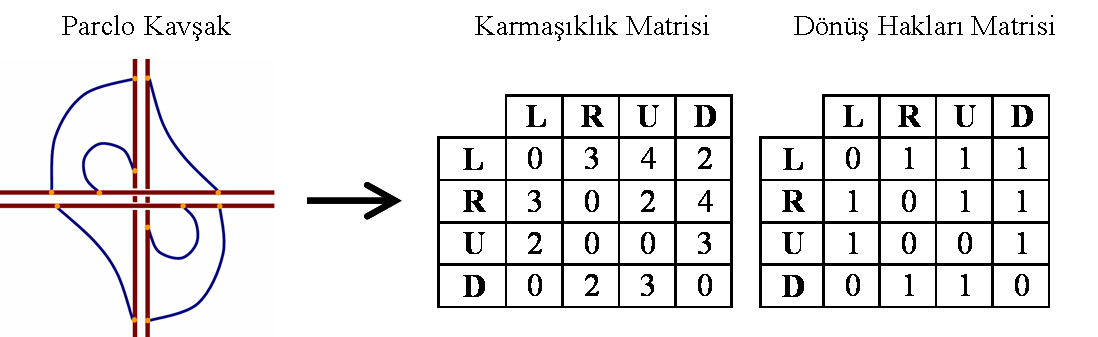 Parclo Kavşak
Karmaşıklık Matrisi
Dönüş Hakları Matrisi
L R U D
L 0 3 4 2
R 3 0 2 4
U 2 0 0 3
D 0 2 3 0
L R U D
L 0 1 1 1
R 1 0 1 1
U 1 0 0 1
D 0 1 1 0